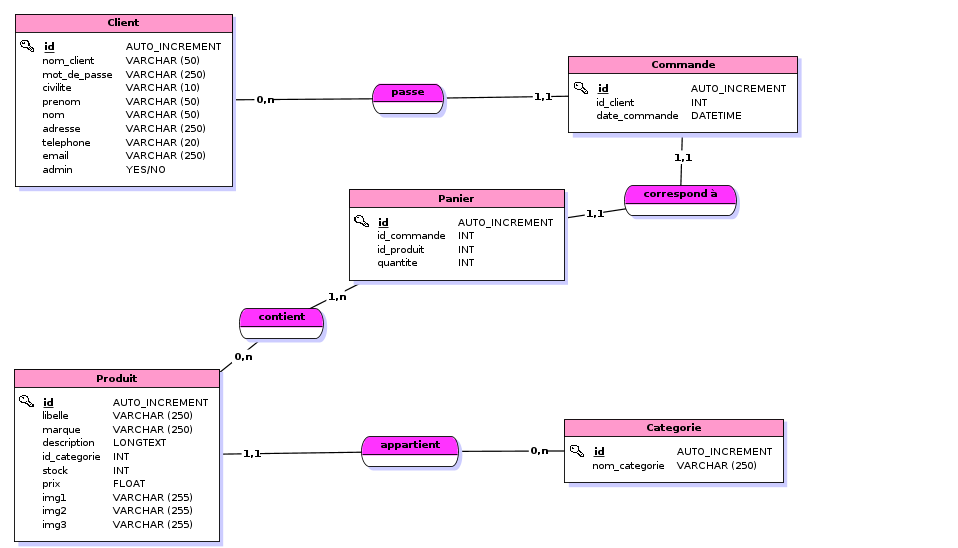 Client
id AUTO_INCREMENT
nom_client VARCHAR (50)
mot_de_passe VARCHAR (250)
civilite VARCHAR (10)
prenom VARCHAR (50)
nom VARCHAR (50)
adresse VARCHAR (250)
telephone VARCHAR (20)
email VARCHAR (250)
admin YES/NO
0,n
passe
1,1
Commande
id AUTO_INCREMENT
id_client INT
date_commande DATETIME
1,1
correspond à
1,1
Panier
id AUTO_INCREMENT
id_commande INT
id_produit INT
quantite INT
1,n
contient
0,n
Produit
id AUTO_INCREMENT
libelle VARCHAR (250)
marque VARCHAR (250)
description LONGTEXT
id_categorie INT
stock INT
prix FLOAT
img1 VARCHAR (255)
img2 VARCHAR (255)
img3 VARCHAR (255)
1,1
appartient
0,n
Categorie
id AUTO_INCREMENT
nom_categorie VARCHAR (250)